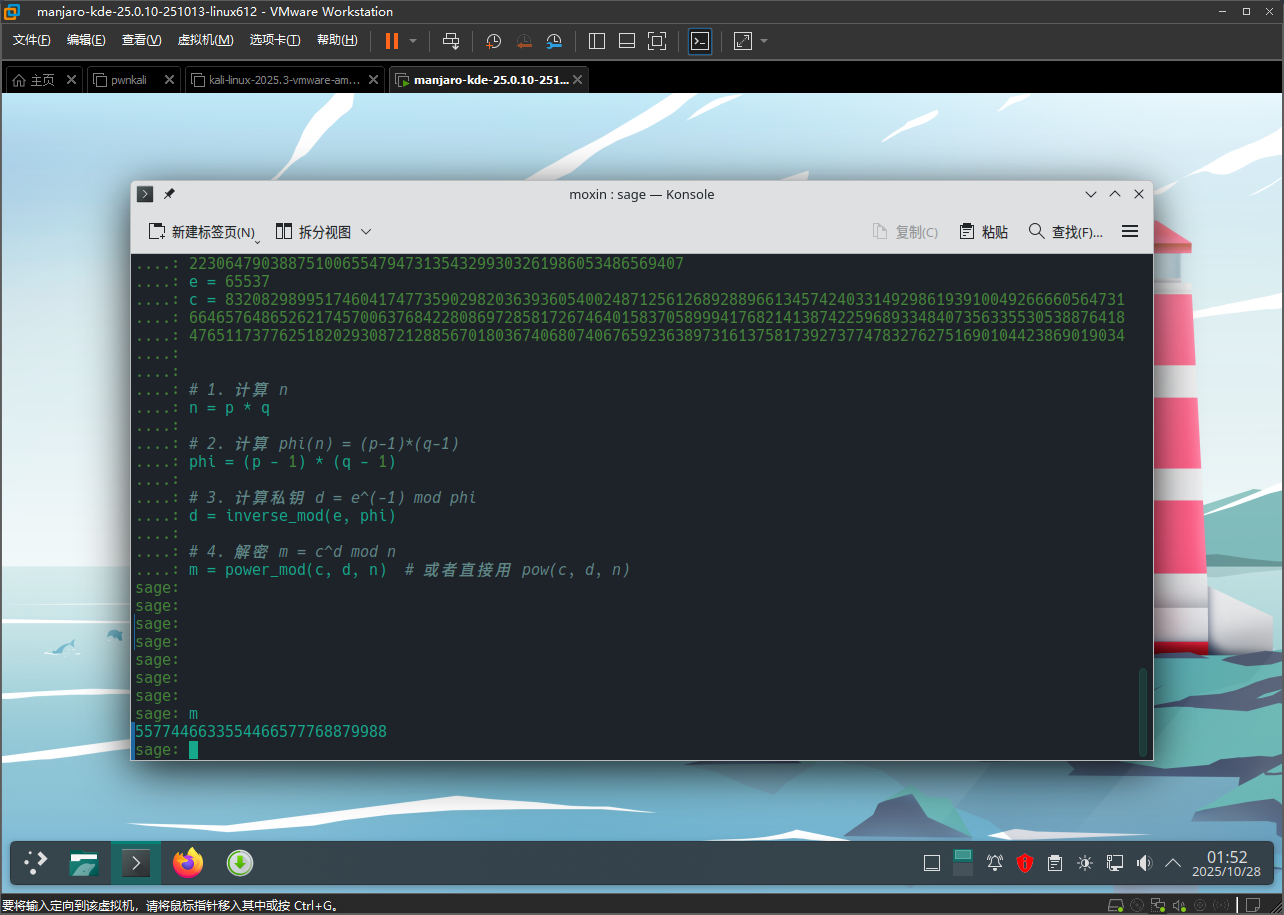 manjaro-kde-25.0.10-251013-linux612 - VMware Workstation
文件(F) 编辑(E) 查看(V) 虚拟机(M) 选项卡(T) 帮助(H)
主页 pwnkali kali-linux-2025.3-vmware-am... manjaro-kde-25.0.10-251...
moxin : sage — Konsole
新建标签页(N) 拆分视图 复制(C) 粘贴 查找(F)...
....: 22306479038875100655479473135432993032619860534865694​07
....: e = 65537
....: c = 83208298995174604174773590298203639360540024871256126892889661345742403314929861939100492666605647​31
....: 66465764865262174570063768422808697285817267464015837058999417682141387422596893348407356335530538876418
....: 47651173776251820293087212885670180367406807406765923638973161375817392737747832762751690104423869019034
....:
....:
....: # 1. 计算 n
....: n = p * q
....:
....: # 2. 计算 phi(n) = (p-1)*(q-1)
....: phi = (p - 1) * (q - 1)
....:
....: # 3. 计算私钥 d = e^(-1) mod phi
....: d = inverse_mod(e, phi)
....:
....: # 4. 解密 m = c^d mod n
....: m = power_mod(c, d, n)  # 或者直接用 pow(c, d, n)
sage:
sage:
sage:
sage:
sage:
sage:
sage:
sage: m
5577446633554466577768879988
sage:
01:52
2025/10/28
要将输入定向到该虚拟机，请将鼠标指针移入其中或按 Ctrl+G。